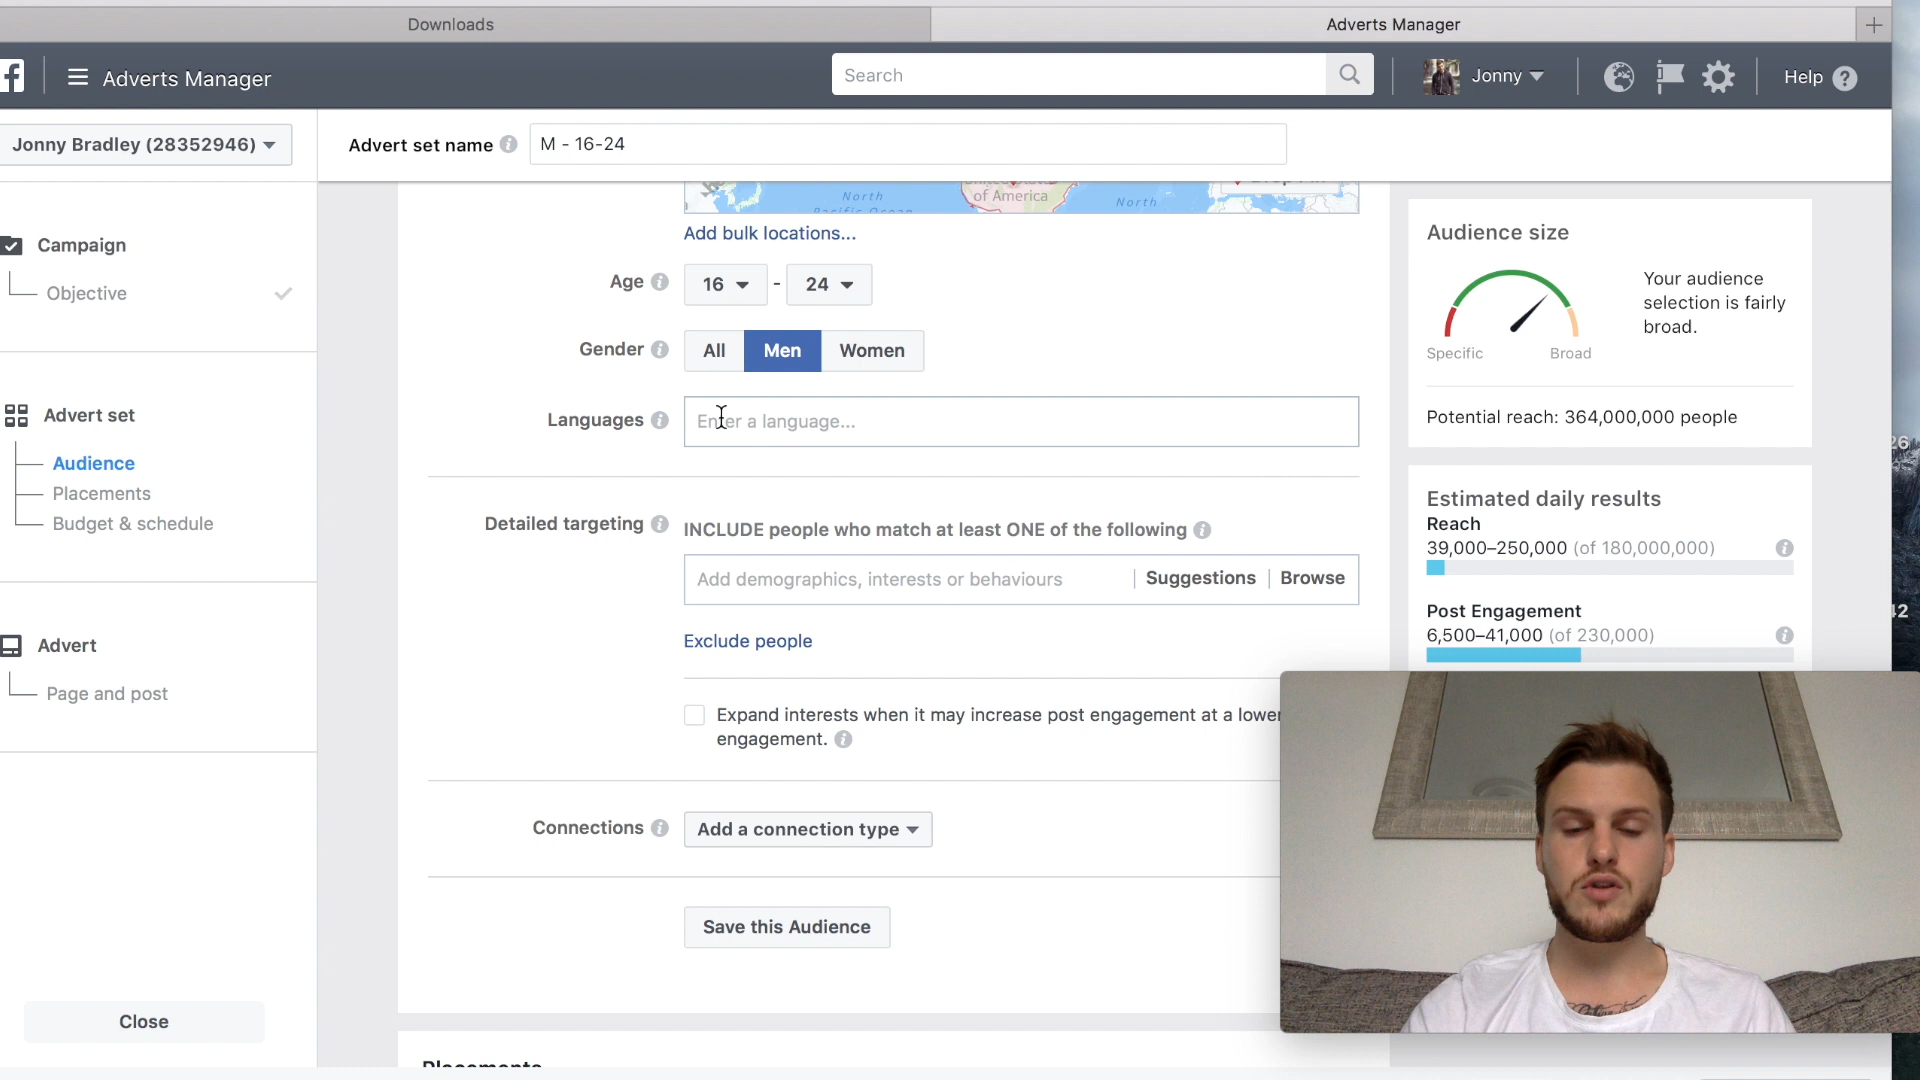 Downloads
Adverts Manager
Adverts Manager
Search
Jonny
Help
Jonny Bradley (28352946)
Advert set name
M - 16-24
of America
North
North
Add bulk locations...
Age
16
-
24
Gender
All
Men
Women
Languages
Enter a language...
Detailed targeting
INCLUDE people who match at least ONE of the following
Add demographics, interests or behaviours
Suggestions
Browse
Exclude people
Expand interests when it may increase post engagement at a lower
engagement.
Connections
Add a connection type
Save this Audience
Campaign
Objective
Advert set
Audience
Placements
Budget & schedule
Advert
Page and post
Close
Audience size
Your audience
selection is fairly
broad.
Specific
Broad
Potential reach: 364,000,000 people
Estimated daily results
Reach
39,000–250,000 (of 180,000,000)
Post Engagement
6,500–41,000 (of 230,000)